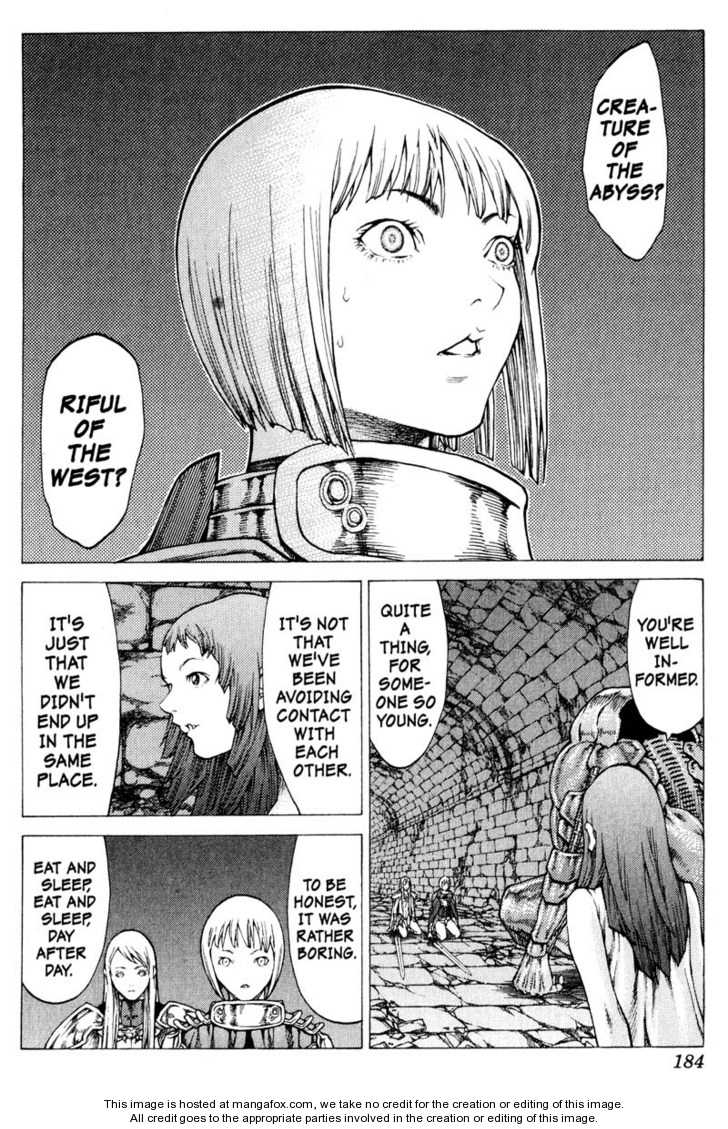 CREA-
TURE
OF
THE
ABYSS?
RIFUL
OF
THE
WEST?
YOU'RE
WELL
IN-
FORMED.
QUITE
A
THING,
FOR
SOME-
ONE SO
YOUNG.
IT'S NOT
THAT
WE'VE
BEEN
AVOIDING
CONTACT
WITH
EACH
OTHER.
IT'S
JUST
THAT
WE
DIDN'T
END UP
IN THE
SAME
PLACE.
TO BE
HONEST,
IT WAS
RATHER
BORING.
EAT AND
SLEEP,
EAT AND
SLEEP,
DAY
AFTER
DAY.
184
This image is hosted at mangafox.com, we take no credit for the creation or editing of this image.
All credit goes to the appropriate parties involved in the creation or editing of this image.